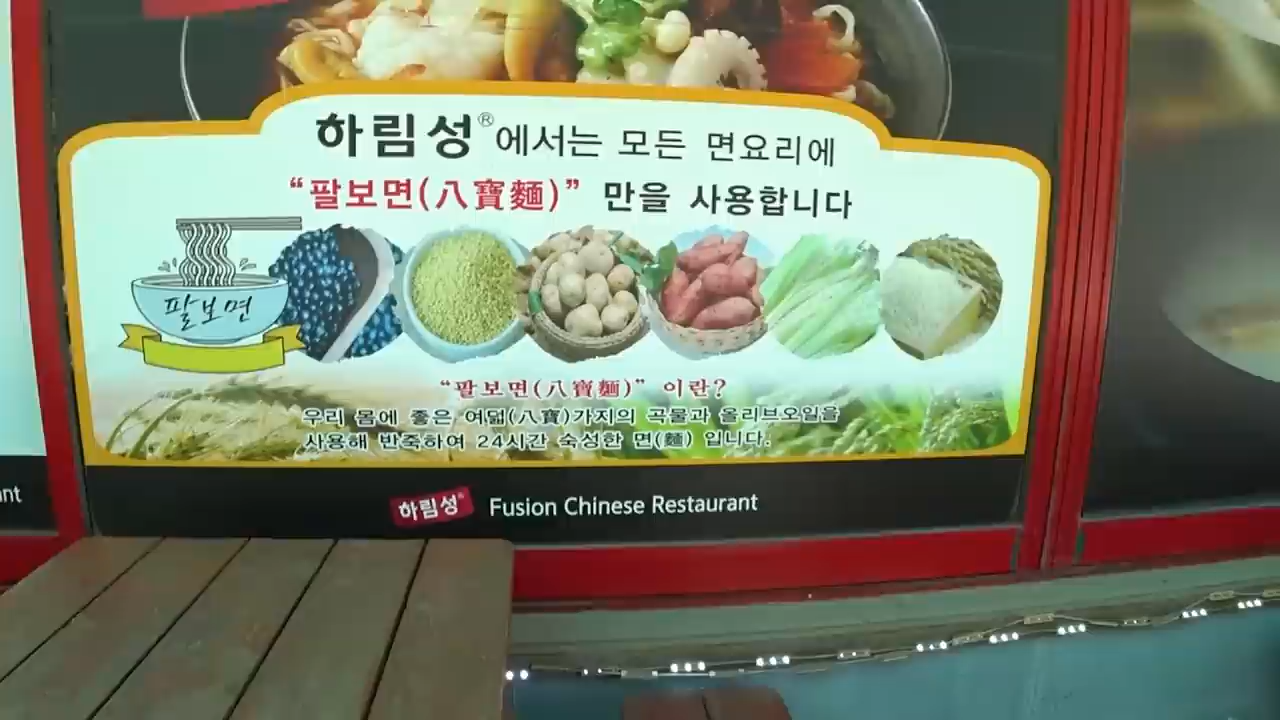 하림성® 에서는 모든 면요리에
“팔보면(八寶麵)” 만을 사용합니다
팔보면
“팔보면(八寶麵)” 이란?
우리 몸에 좋은 여덟(八寶)가지의 곡물과 올리브오일을
사용해 반죽하여 24시간 숙성한 면(麵) 입니다.
하림성® Fusion Chinese Restaurant